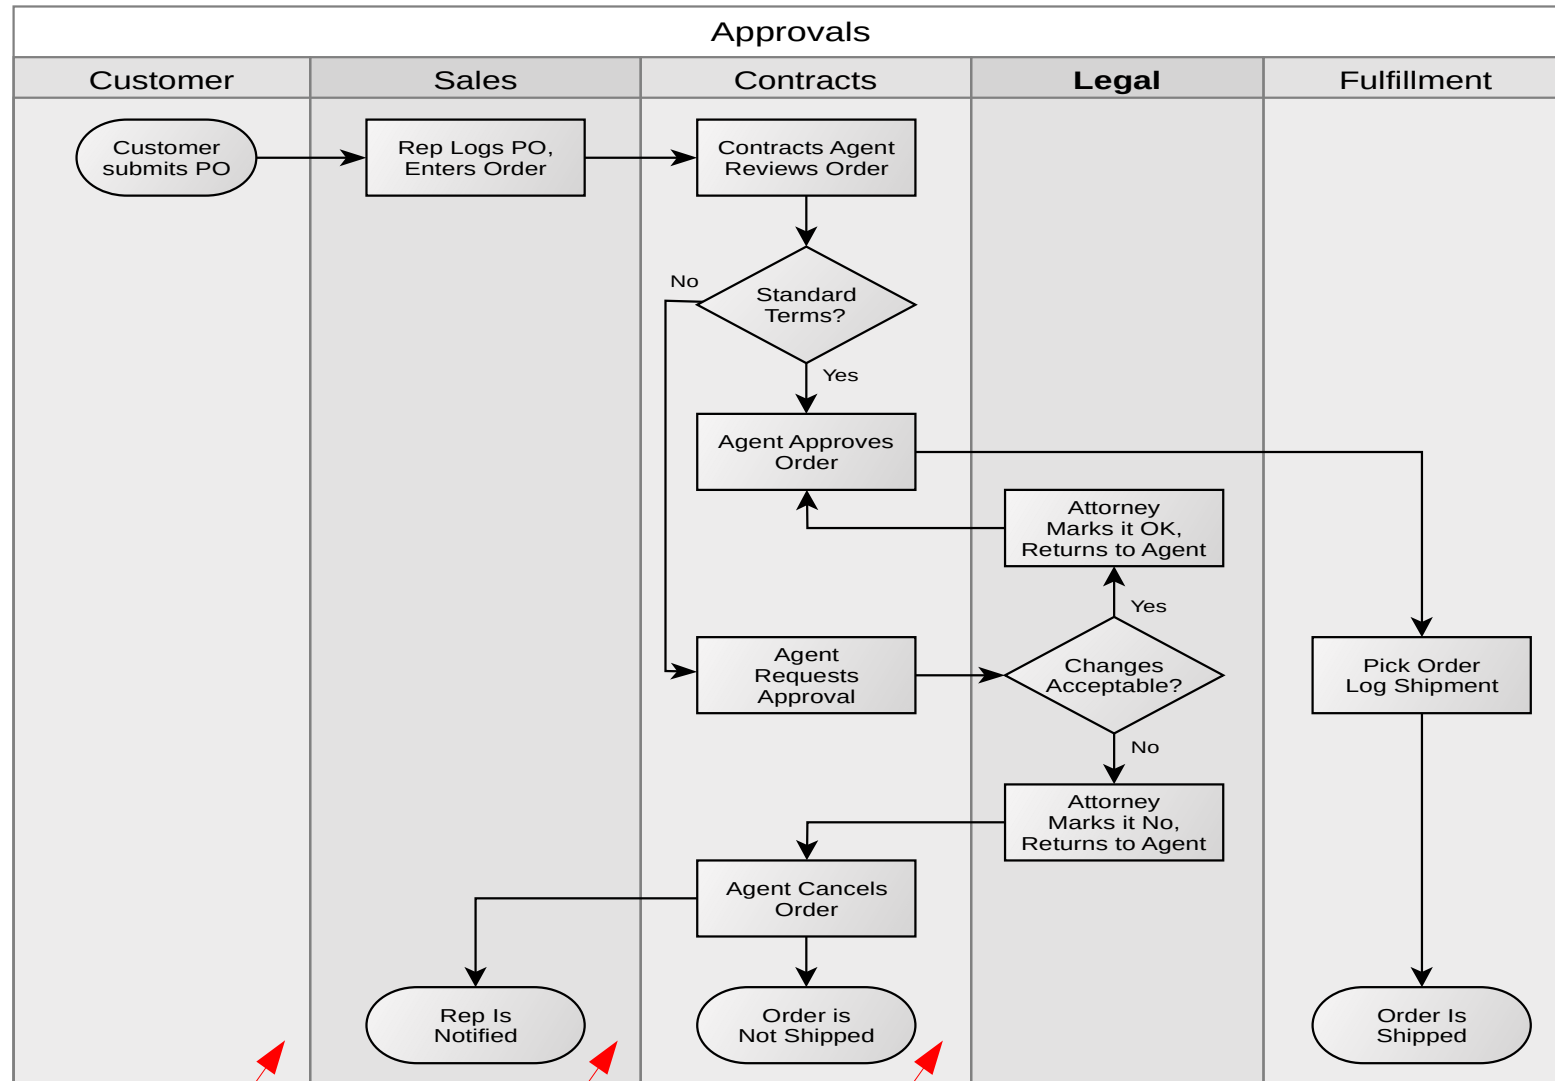 Approvals
Customer
Sales
Contracts
Legal
Fulfillment
Customer
submits PO
Rep Logs PO,
Enters Order
Contracts Agent
Reviews Order
No
Standard
Terms?
Yes
Agent Approves
Order
Attorney
Marks it OK,
Returns to Agent
Yes
Agent
Requests
Approval
Changes
Acceptable?
Pick Order
Log Shipment
No
Attorney
Marks it No,
Returns to Agent
Agent Cancels
Order
Rep Is
Notified
Order is
Not Shipped
Order Is
Shipped